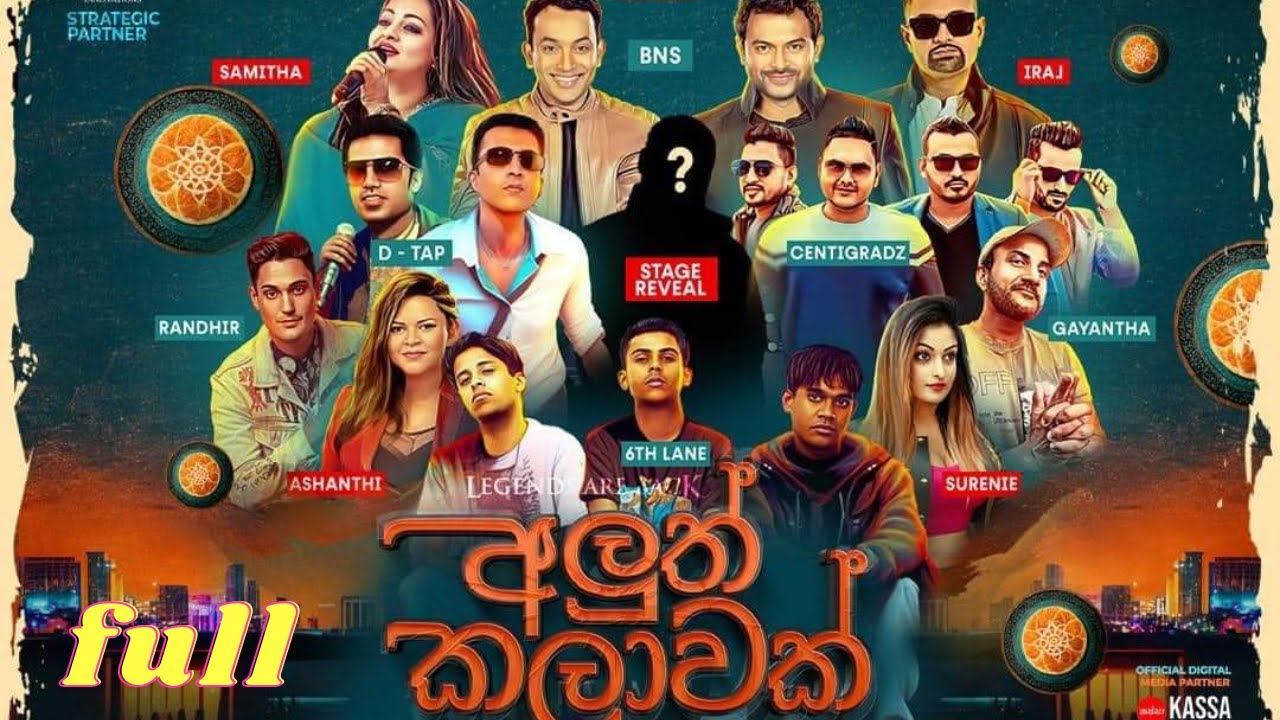 STRATEGIC
PARTNER
SAMITHA
BNS
IRAJ
?
D - TAP
STAGE
REVEAL
CENTIGRADZ
RANDHIR
GAYANTHA
6TH LANE
ASHANTHI
SURENIE
LEGENDS ARE BACK
අලුත්
කලාවක්
full
OFFICIAL DIGITAL
MEDIA PARTNER
KASSA